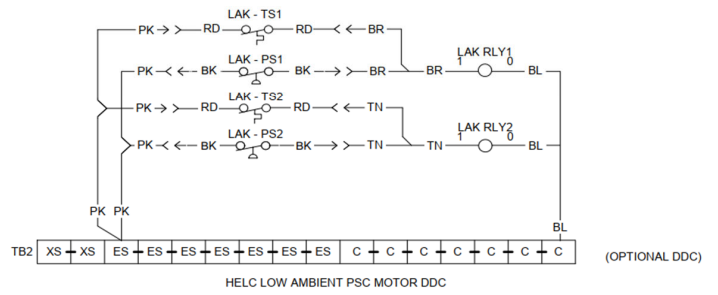 LAK - TS1
PK RD RD BR
LAK - PS1 LAK RLY1
PK BK BK BR BR 1 0 BL
LAK - TS2
PK RD RD TN
LAK - PS2 LAK RLY2
PK BK BK TN TN 1 0 BL
PK PK
BL
TB2 XS XS ES ES ES ES ES ES ES C C C C C C C (OPTIONAL DDC)
HELC LOW AMBIENT PSC MOTOR DDC